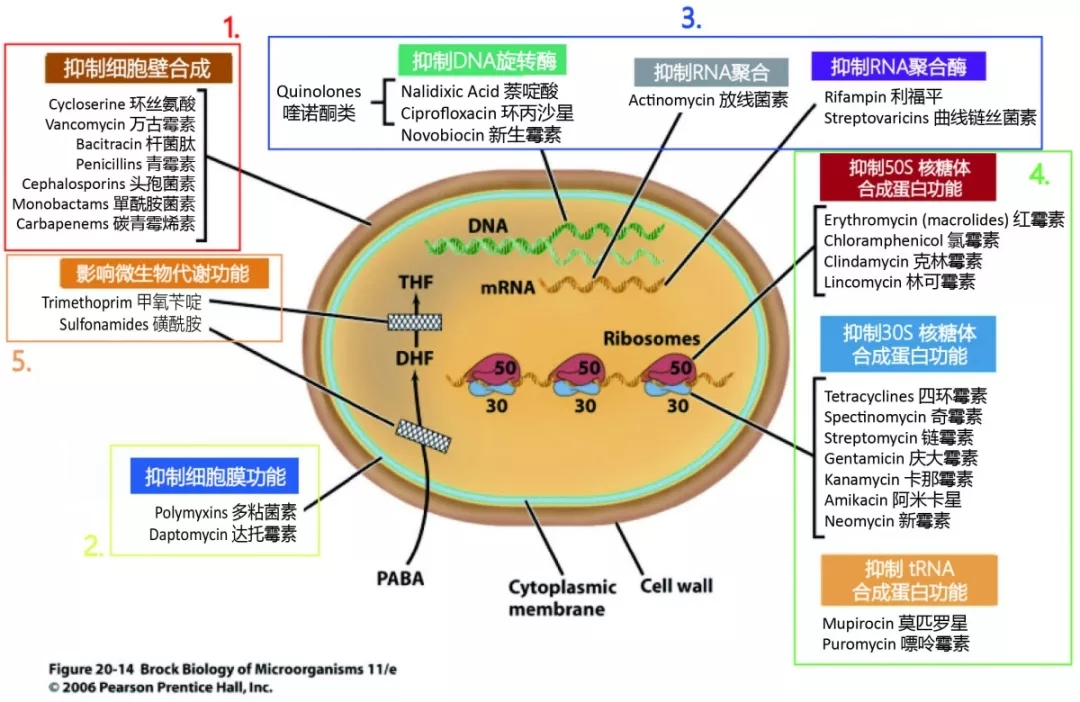 1.
抑制细胞壁合成
Cycloserine 环丝氨酸
Vancomycin 万古霉素
Bacitracin 杆菌肽
Penicillins 青霉素
Cephalosporins 头孢菌素
Monobactams 單酰胺菌素
Carbapenems 碳青霉烯素
3.
抑制DNA旋转酶
Quinolones
喹诺酮类
Nalidixic Acid 萘啶酸
Ciprofloxacin 环丙沙星
Novobiocin 新生霉素
抑制RNA聚合
Actinomycin 放线菌素
抑制RNA聚合酶
Rifampin 利福平
Streptovaricins 曲线链丝菌素
4.
抑制50S 核糖体
合成蛋白功能
Erythromycin (macrolides) 红霉素
Chloramphenicol 氯霉素
Clindamycin 克林霉素
Lincomycin 林可霉素
抑制30S 核糖体
合成蛋白功能
Tetracyclines 四环霉素
Spectinomycin 奇霉素
Streptomycin 链霉素
Gentamicin 庆大霉素
Kanamycin 卡那霉素
Amikacin 阿米卡星
Neomycin 新霉素
抑制 tRNA
合成蛋白功能
Mupirocin 莫匹罗星
Puromycin 嘌呤霉素
影响微生物代谢功能
Trimethoprim 甲氧苄啶
Sulfonamides 磺酰胺
5.
抑制细胞膜功能
Polymyxins 多粘菌素
Daptomycin 达托霉素
2.
DNA
THF
mRNA
DHF
Ribosomes
50
50
50
30
30
30
PABA
Cytoplasmic
membrane
Cell wall
Figure 20-14 Brock Biology of Microorganisms 11/e
© 2006 Pearson Prentice Hall, Inc.